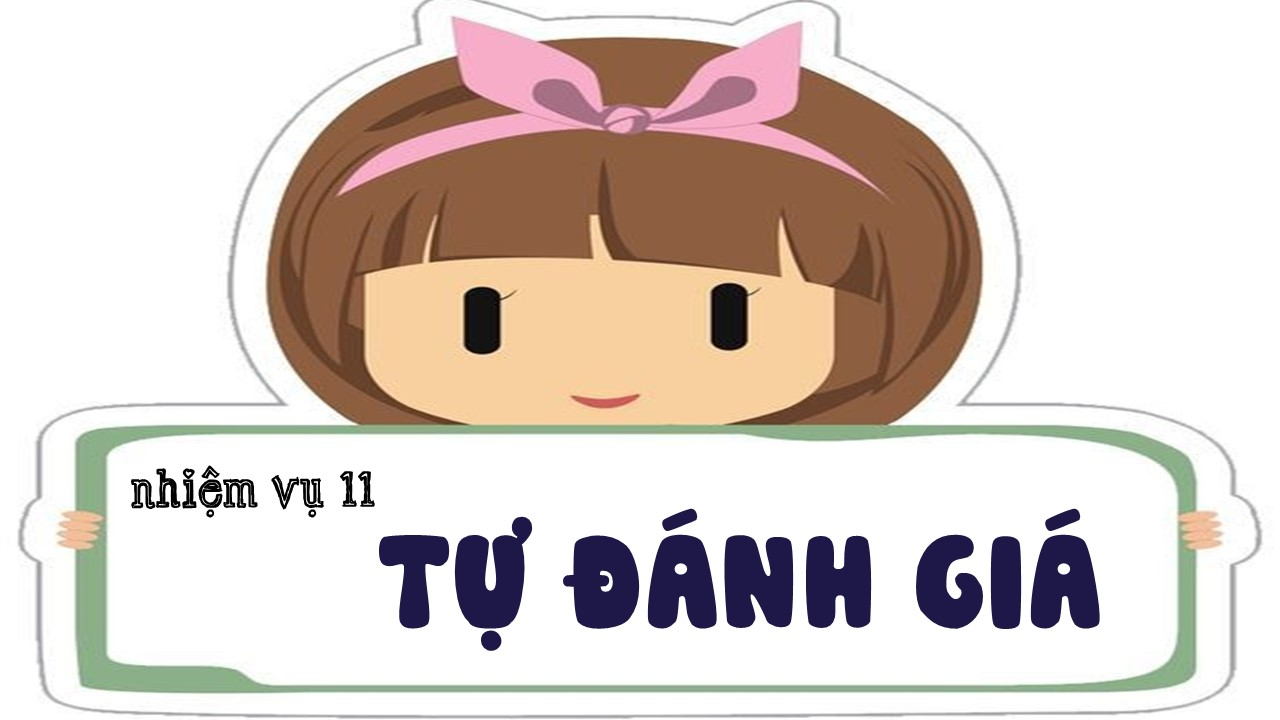 nhiệm vụ 11
TỰ ĐÁNH GIÁ